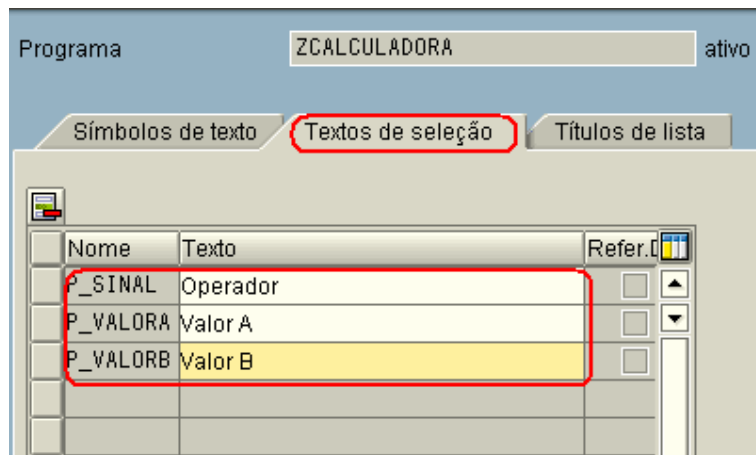 Programa ZCALCULADORA ativo
Símbolos de texto Textos de seleção Títulos de lista
Nome Texto Refer.D
P_SINAL Operador
P_VALORA Valor A
P_VALORB Valor B